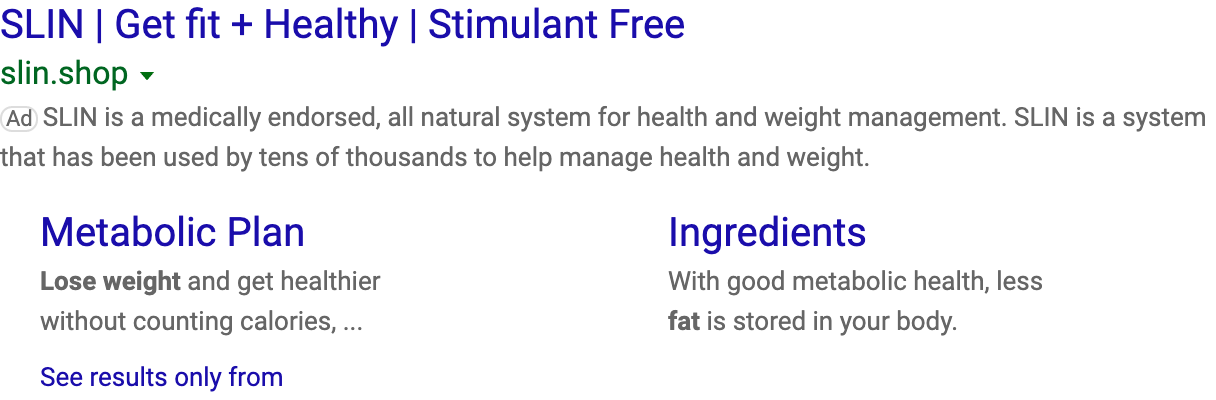 SLIN | Get fit + Healthy | Stimulant Free
slin.shop
Ad SLIN is a medically endorsed, all natural system for health and weight management. SLIN is a system
that has been used by tens of thousands to help manage health and weight.
Metabolic Plan
Lose weight and get healthier
without counting calories, ...
Ingredients
With good metabolic health, less
fat is stored in your body.
See results only from